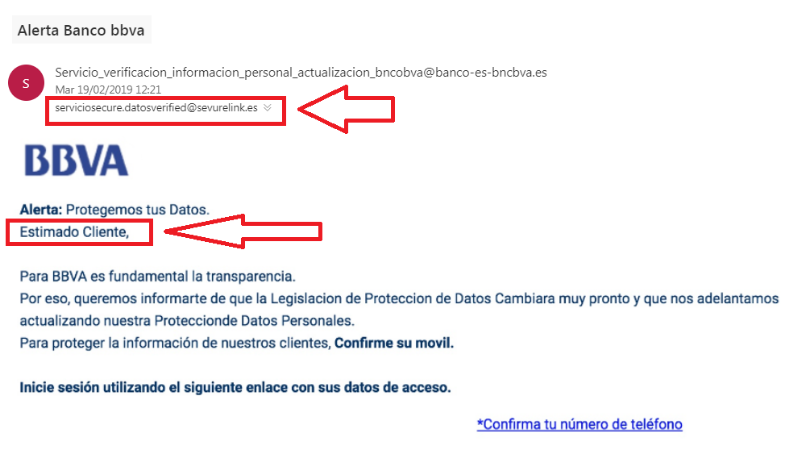 Alerta Banco bbva
S
Servicio_verificacion_informacion_personal_actualizacion_bncobva@banco-es-bncbva.es
Mar 19/02/2019 12:21
serviciosecure.datosverified@sevurelink.es
BBVA
Alerta: Protegemos tus Datos.
Estimado Cliente,
Para BBVA es fundamental la transparencia.
Por eso, queremos informarte de que la Legislacion de Proteccion de Datos Cambiara muy pronto y que nos adelantamos
actualizando nuestra Proteccionde Datos Personales.
Para proteger la información de nuestros clientes, Confirme su movil.
Inicie sesión utilizando el siguiente enlace con sus datos de acceso.
*Confirma tu número de teléfono